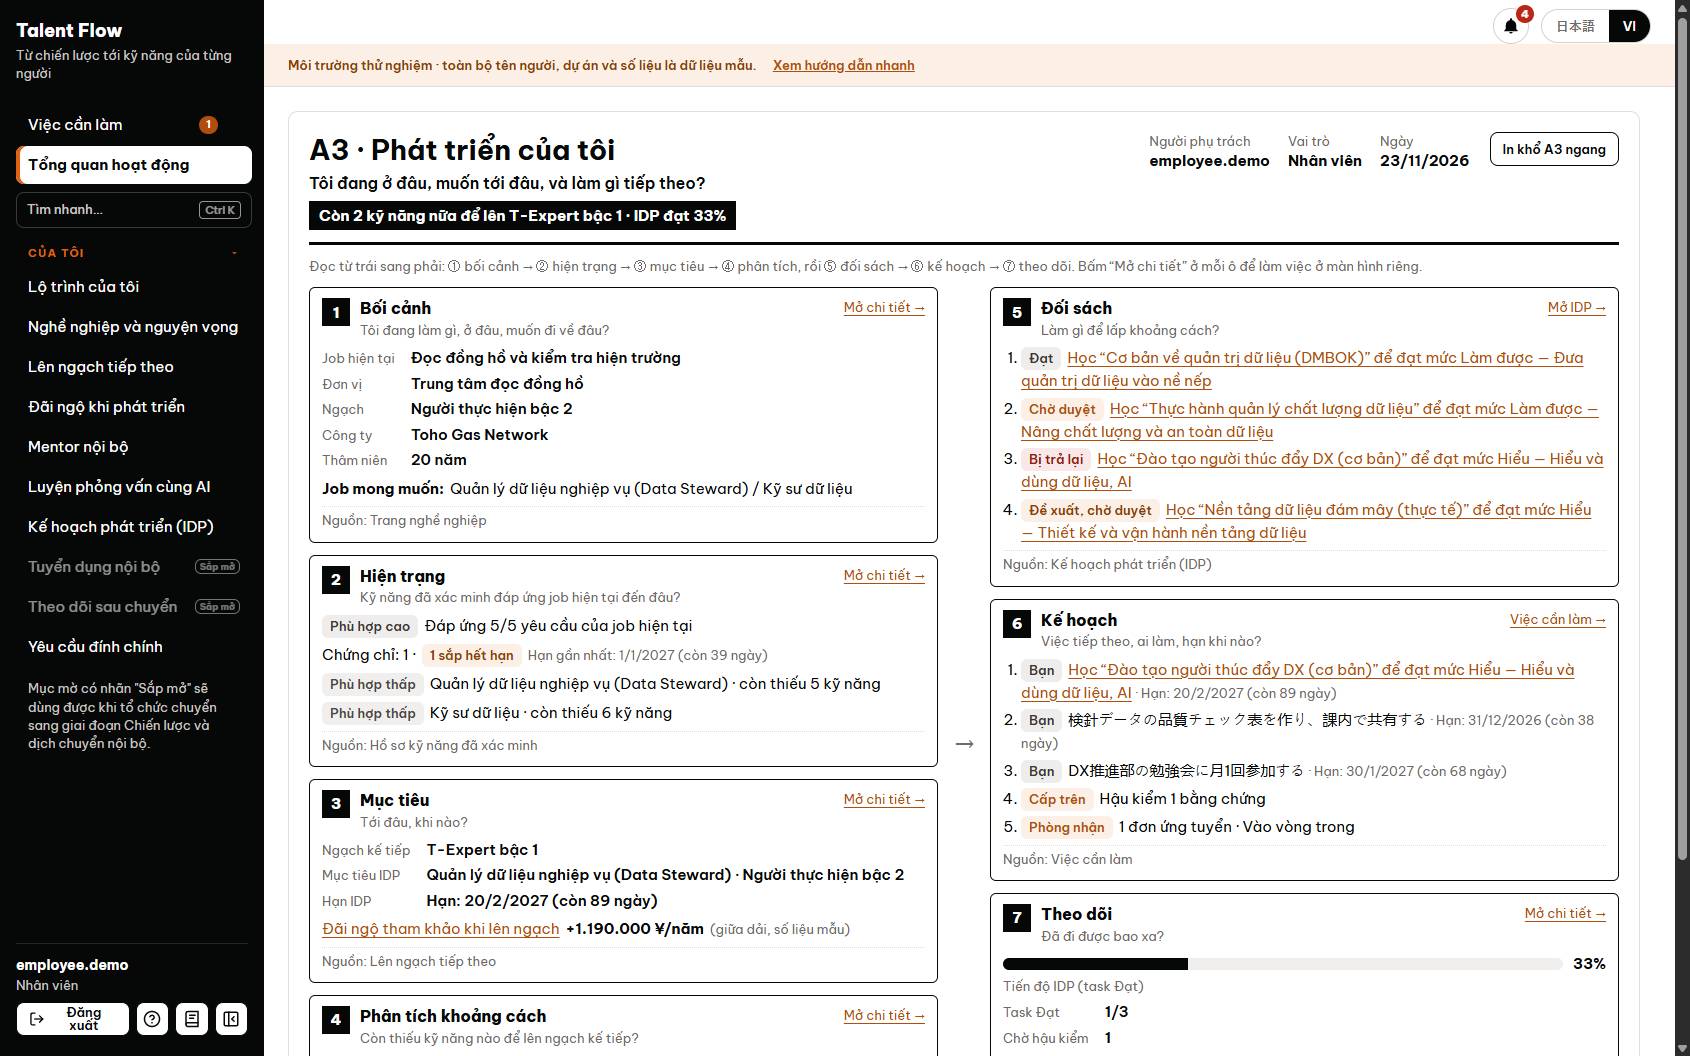 Talent Flow
Từ chiến lược tới kỹ năng của từng
người
Việc cần làm 1
Tổng quan hoạt động
Tìm nhanh... Ctrl K
CỦA TÔI -
Lộ trình của tôi
Nghề nghiệp và nguyện vọng
Lên ngạch tiếp theo
Đãi ngộ khi phát triển
Mentor nội bộ
Luyện phỏng vấn cùng AI
Kế hoạch phát triển (IDP)
Tuyển dụng nội bộ Sắp mở
Theo dõi sau chuyển Sắp mở
Yêu cầu đính chính
Mục mờ có nhãn "Sắp mở" sẽ
dùng được khi tổ chức chuyển
sang giai đoạn Chiến lược và
dịch chuyển nội bộ.
employee.demo
Nhân viên
Đăng
xuất
4
日本語 VI
Môi trường thử nghiệm · toàn bộ tên người, dự án và số liệu là dữ liệu mẫu. Xem hướng dẫn nhanh
A3 · Phát triển của tôi
Tôi đang ở đâu, muốn tới đâu, và làm gì tiếp theo?
Còn 2 kỹ năng nữa để lên T-Expert bậc 1 · IDP đạt 33%
Người phụ trách
employee.demo
Vai trò
Nhân viên
Ngày
23/11/2026
In khổ A3 ngang
Đọc từ trái sang phải: ① bối cảnh → ② hiện trạng → ③ mục tiêu → ④ phân tích, rồi ⑤ đối sách → ⑥ kế hoạch → ⑦ theo dõi. Bấm “Mở chi tiết” ở mỗi ô để làm việc ở màn hình riêng.
1 Bối cảnh Mở chi tiết →
Tôi đang làm gì, ở đâu, muốn đi về đâu?
Job hiện tại Đọc đồng hồ và kiểm tra hiện trường
Đơn vị Trung tâm đọc đồng hồ
Ngạch Người thực hiện bậc 2
Công ty Toho Gas Network
Thâm niên 20 năm
Job mong muốn: Quản lý dữ liệu nghiệp vụ (Data Steward) / Kỹ sư dữ liệu
Nguồn: Trang nghề nghiệp
2 Hiện trạng Mở chi tiết →
Kỹ năng đã xác minh đáp ứng job hiện tại đến đâu?
Phù hợp cao Đáp ứng 5/5 yêu cầu của job hiện tại
Chứng chỉ: 1 · 1 sắp hết hạn Hạn gần nhất: 1/1/2027 (còn 39 ngày)
Phù hợp thấp Quản lý dữ liệu nghiệp vụ (Data Steward) · còn thiếu 5 kỹ năng
Phù hợp thấp Kỹ sư dữ liệu · còn thiếu 6 kỹ năng
Nguồn: Hồ sơ kỹ năng đã xác minh
3 Mục tiêu Mở chi tiết →
Tới đâu, khi nào?
Ngạch kế tiếp T-Expert bậc 1
Mục tiêu IDP Quản lý dữ liệu nghiệp vụ (Data Steward) · Người thực hiện bậc 2
Hạn IDP Hạn: 20/2/2027 (còn 89 ngày)
Đãi ngộ tham khảo khi lên ngạch +1.190.000 ¥/năm (giữa dải, số liệu mẫu)
Nguồn: Lên ngạch tiếp theo
4 Phân tích khoảng cách Mở chi tiết →
Còn thiếu kỹ năng nào để lên ngạch kế tiếp?
→
5 Đối sách Mở IDP →
Làm gì để lấp khoảng cách?
1. Đạt Học “Cơ bản về quản trị dữ liệu (DMBOK)” để đạt mức Làm được — Đưa
quản trị dữ liệu vào nề nếp
2. Chờ duyệt Học “Thực hành quản lý chất lượng dữ liệu” để đạt mức Làm được —
Nâng chất lượng và an toàn dữ liệu
3. Bị trả lại Học “Đào tạo người thúc đẩy DX (cơ bản)” để đạt mức Hiểu — Hiểu và
dùng dữ liệu, AI
4. Đề xuất, chờ duyệt Học “Nền tảng dữ liệu đám mây (thực tế)” để đạt mức Hiểu
— Thiết kế và vận hành nền tảng dữ liệu
Nguồn: Kế hoạch phát triển (IDP)
6 Kế hoạch Việc cần làm →
Việc tiếp theo, ai làm, hạn khi nào?
1. Bạn Học “Đào tạo người thúc đẩy DX (cơ bản)” để đạt mức Hiểu — Hiểu và
dùng dữ liệu, AI · Hạn: 20/2/2027 (còn 89 ngày)
2. Bạn 検針データの品質チェック表を作り、課内で共有する · Hạn: 31/12/2026 (còn 38
ngày)
3. Bạn DX推進部の勉強会に月1回参加する · Hạn: 30/1/2027 (còn 68 ngày)
4. Cấp trên Hậu kiểm 1 bằng chứng
5. Phòng nhận 1 đơn ứng tuyển · Vào vòng trong
Nguồn: Việc cần làm
7 Theo dõi Mở chi tiết →
Đã đi được bao xa?
33%
Tiến độ IDP (task Đạt)
Task Đạt 1/3
Chờ hậu kiểm 1